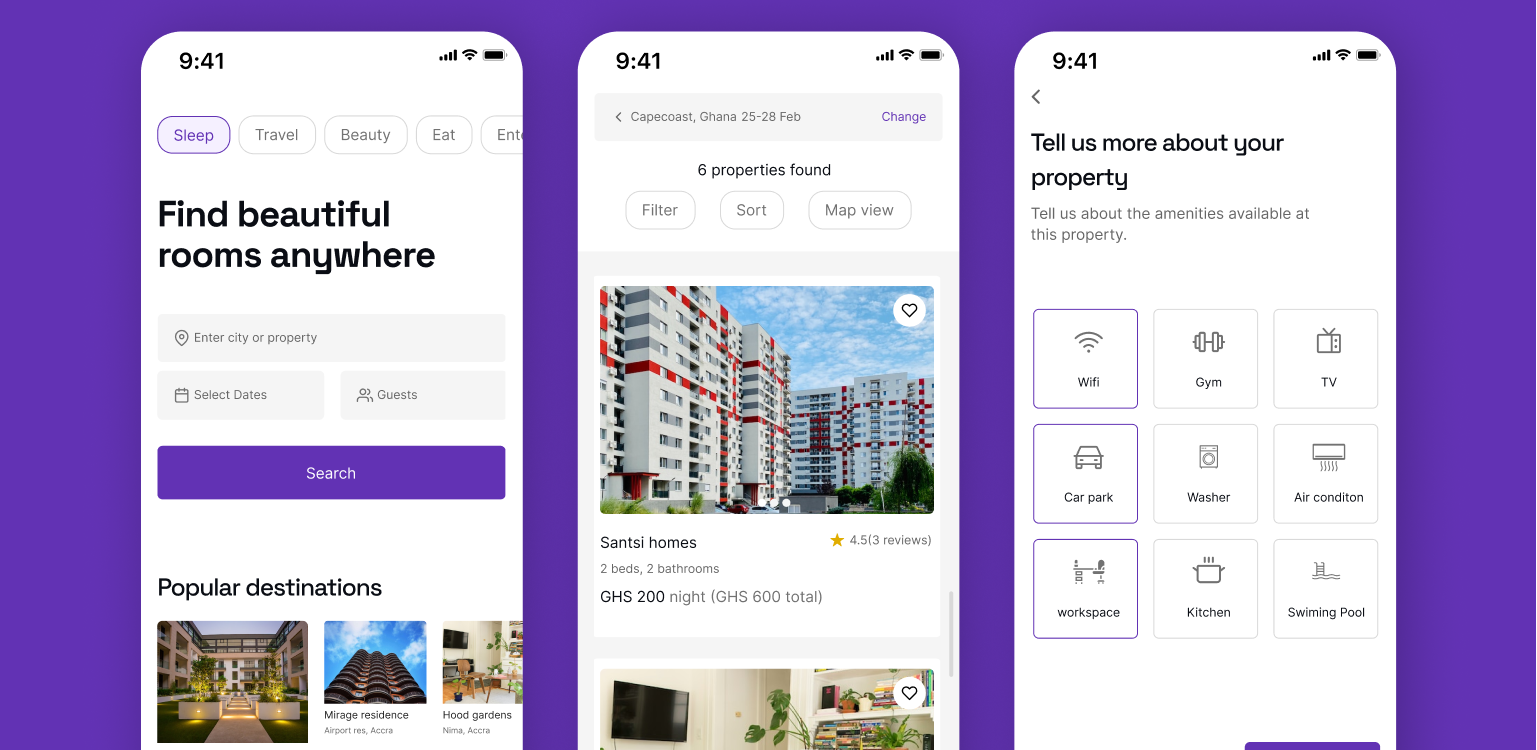 9:41
Sleep
Travel
Beauty
Eat
Ente
Find beautiful
rooms anywhere
Enter city or property
Select Dates
Guests
Search
Popular destinations
Mirage residence
Airport res, Accra
Hood gardens
Nima, Accra
9:41
Capecoast, Ghana 25-28 Feb
Change
6 properties found
Filter
Sort
Map view
Santsi homes
4.5(3 reviews)
2 beds, 2 bathrooms
GHS 200 night (GHS 600 total)
9:41
Tell us more about your
property
Tell us about the amenities available at
this property.
Wifi
Gym
TV
Car park
Washer
Air conditon
workspace
Kitchen
Swiming Pool